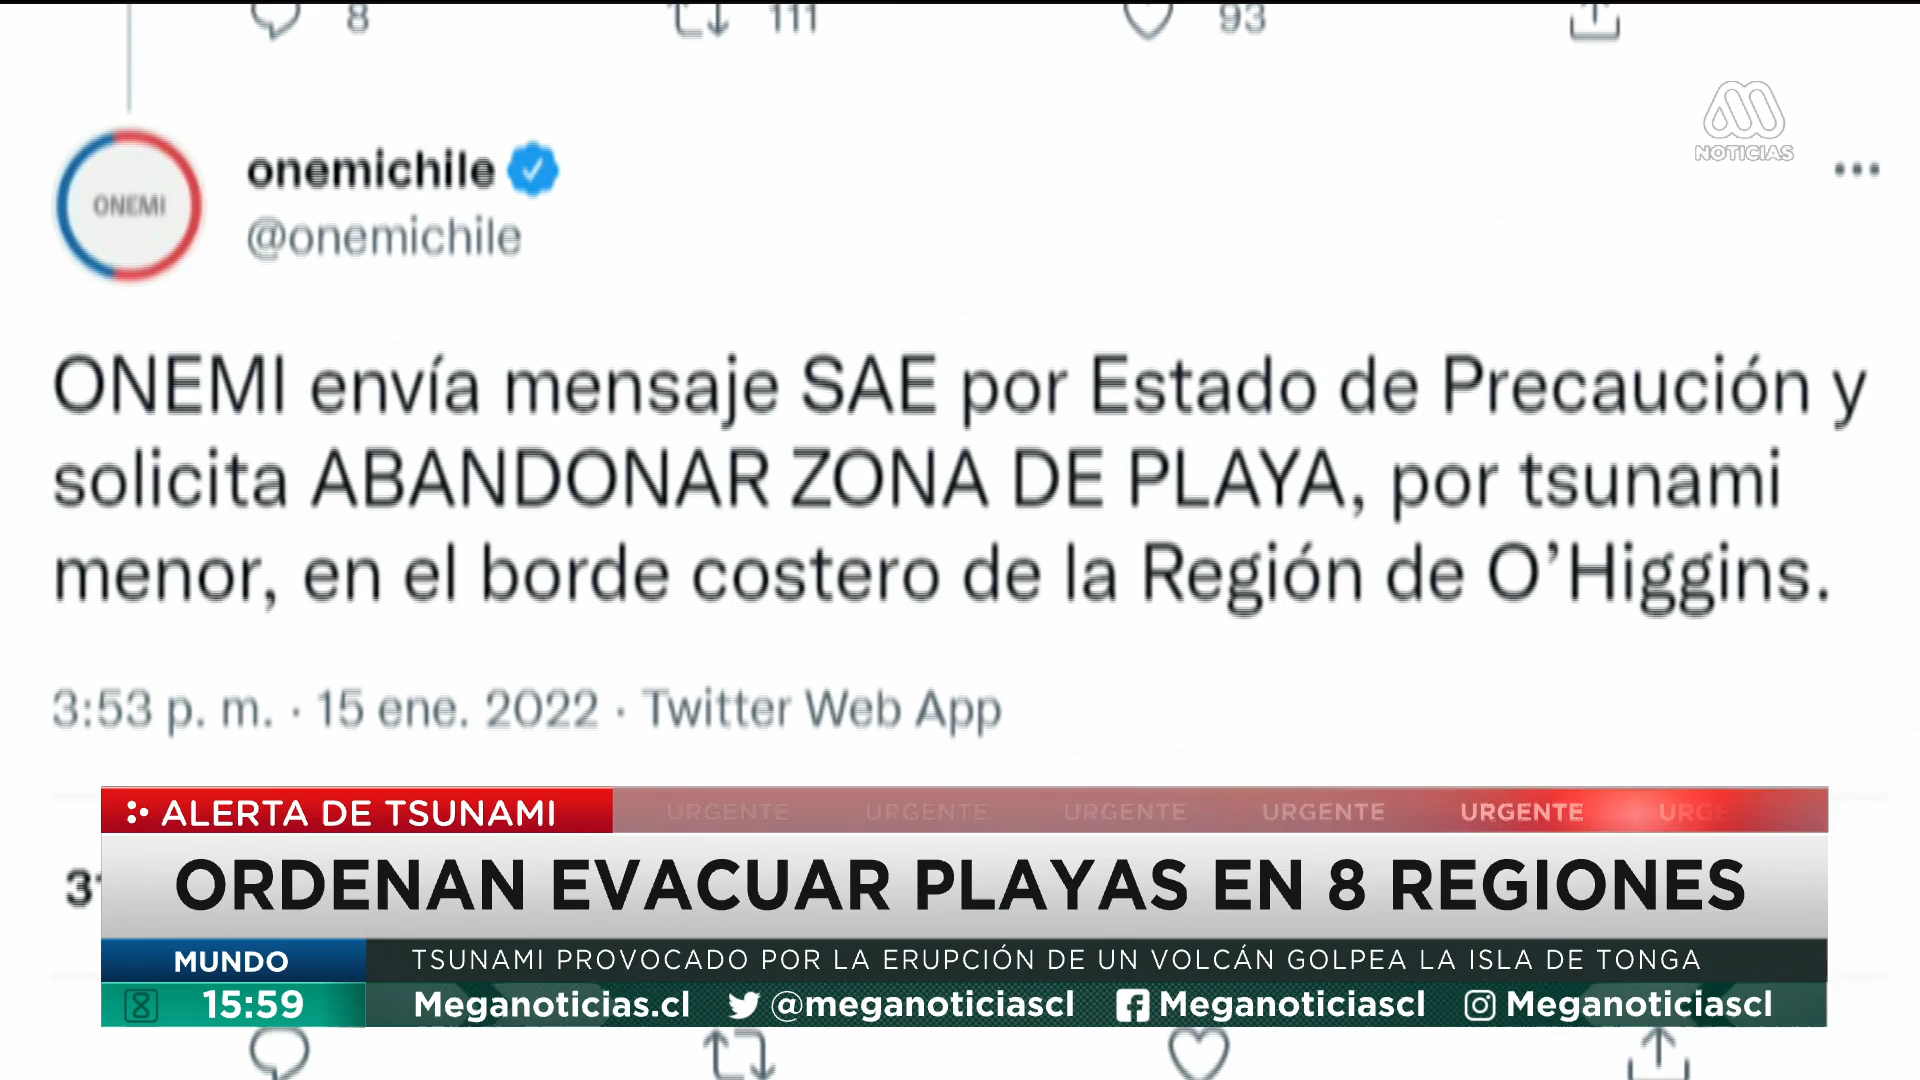 8 111 93
NOTICIAS
ONEMI
onemichile
@onemichile
ONEMI envía mensaje SAE por Estado de Precaución y
solicita ABANDONAR ZONA DE PLAYA, por tsunami
menor, en el borde costero de la Región de O’Higgins.
3:53 p. m. · 15 ene. 2022 · Twitter Web App
ALERTA DE TSUNAMI URGENTE URGENTE URGENTE URGENTE URGENTE
ORDENAN EVACUAR PLAYAS EN 8 REGIONES
MUNDO TSUNAMI PROVOCADO POR LA ERUPCIÓN DE UN VOLCÁN GOLPEA LA ISLA DE TONGA
15:59 Meganoticias.cl @meganoticiascl Meganoticiascl Meganoticiascl